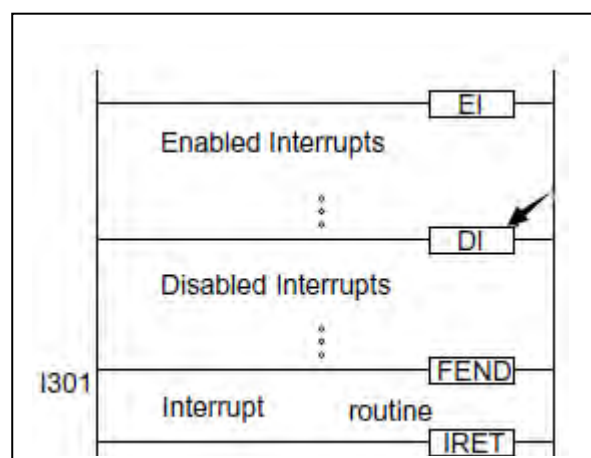 EI
Enabled Interrupts
DI
Disabled Interrupts
FEND
I301
Interrupt routine
IRET